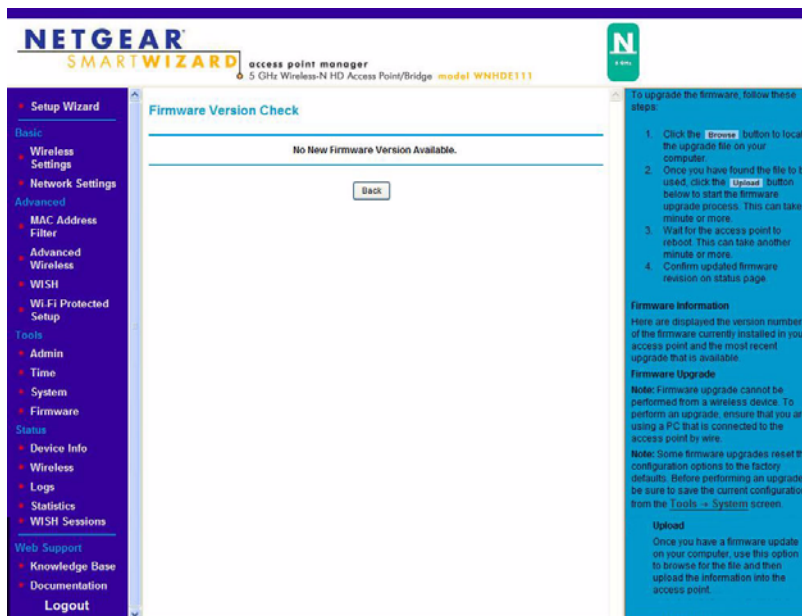 NETGEAR
SMARTWIZARD access point manager
5 GHz Wireless-N HD Access Point/Bridge model WNHDE111
N
5 GHz
Setup Wizard
Basic
Wireless
Settings
Network Settings
Advanced
MAC Address
Filter
Advanced
Wireless
WISH
Wi-Fi Protected
Setup
Tools
Admin
Time
System
Firmware
Status
Device Info
Wireless
Logs
Statistics
WISH Sessions
Web Support
Knowledge Base
Documentation
Logout
Firmware Version Check
No New Firmware Version Available.
Back
To upgrade the firmware, follow these
steps:
1. Click the Browse button to locat
the upgrade file on your
computer.
2. Once you have found the file to b
used, click the Upload button
below to start the firmware
upgrade process. This can take
minute or more.
3. Wait for the access point to
reboot. This can take another
minute or more.
4. Confirm updated firmware
revision on status page.
Firmware Information
Here are displayed the version number
of the firmware currently installed in you
access point and the most recent
upgrade that is available.
Firmware Upgrade
Note: Firmware upgrade cannot be
performed from a wireless device. To
perform an upgrade, ensure that you ar
using a PC that is connected to the
access point by wire.
Note: Some firmware upgrades reset th
configuration options to the factory
defaults. Before performing an upgrade
be sure to save the current configuration
from the Tools → System screen.
Upload
Once you have a firmware update
on your computer, use this option
to browse for the file and then
upload the information into the
access point.